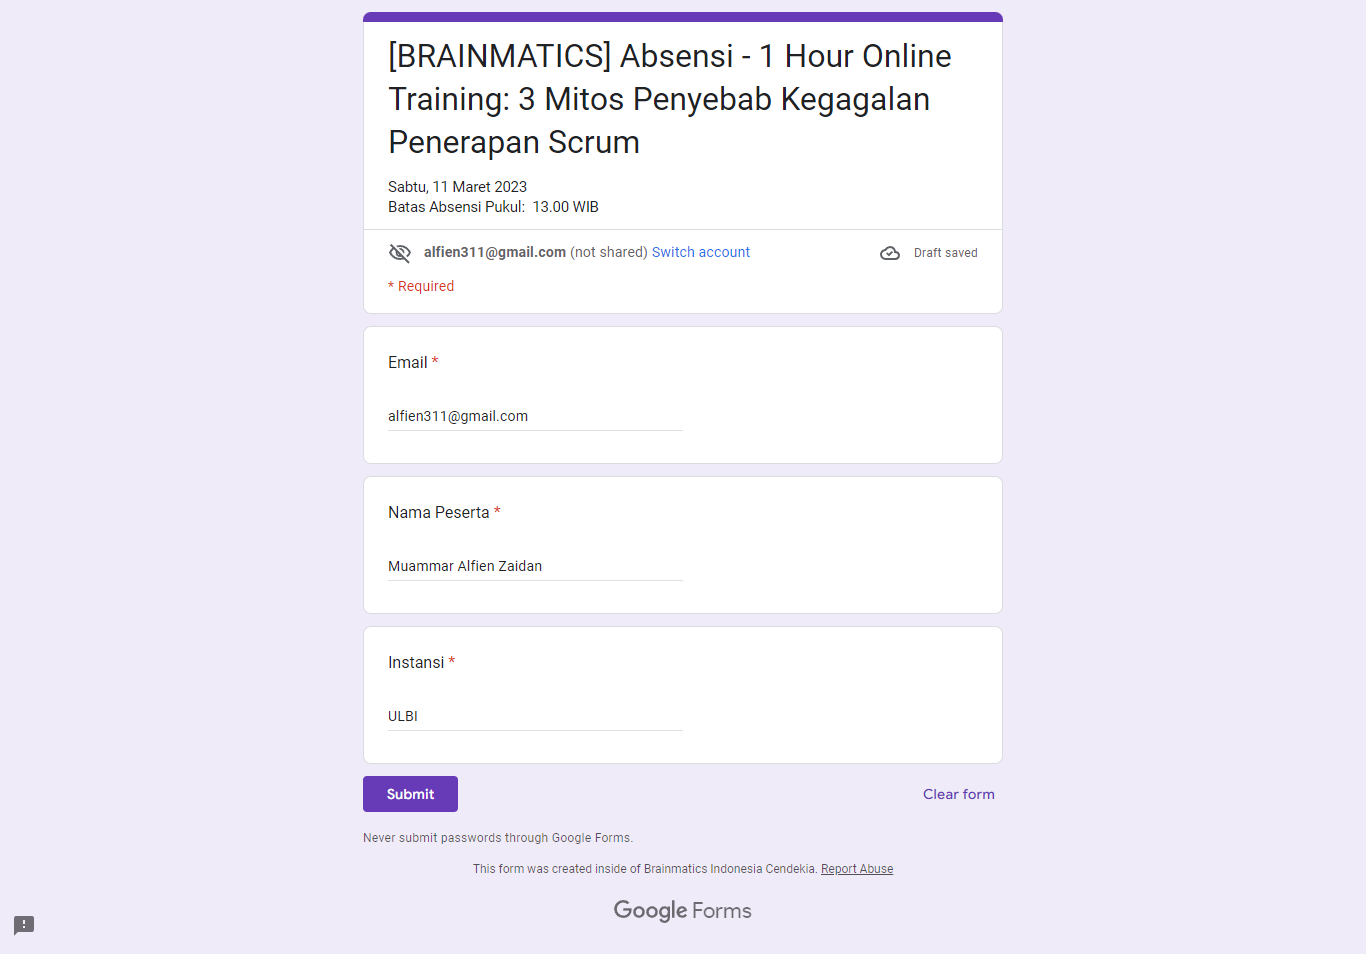 [BRAINMATICS] Absensi - 1 Hour Online
Training: 3 Mitos Penyebab Kegagalan
Penerapan Scrum
Sabtu, 11 Maret 2023
Batas Absensi Pukul:  13.00 WIB
alfien311@gmail.com (not shared) Switch account
Draft saved
* Required
Email *
alfien311@gmail.com
Nama Peserta *
Muammar Alfien Zaidan
Instansi *
ULBI
Submit
Clear form
Never submit passwords through Google Forms.
This form was created inside of Brainmatics Indonesia Cendekia. Report Abuse
Google Forms